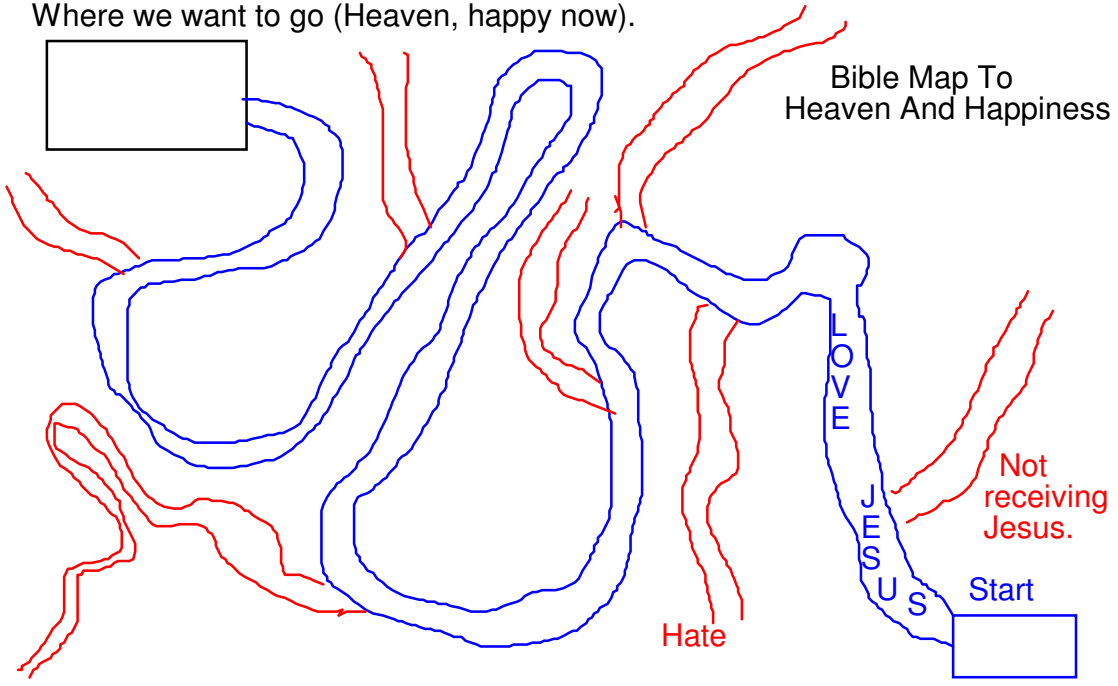 Where we want to go (Heaven, happy now).
Bible Map To
Heaven And Happiness
LOVE
JESUS
Not
receiving
Jesus.
Start
Hate